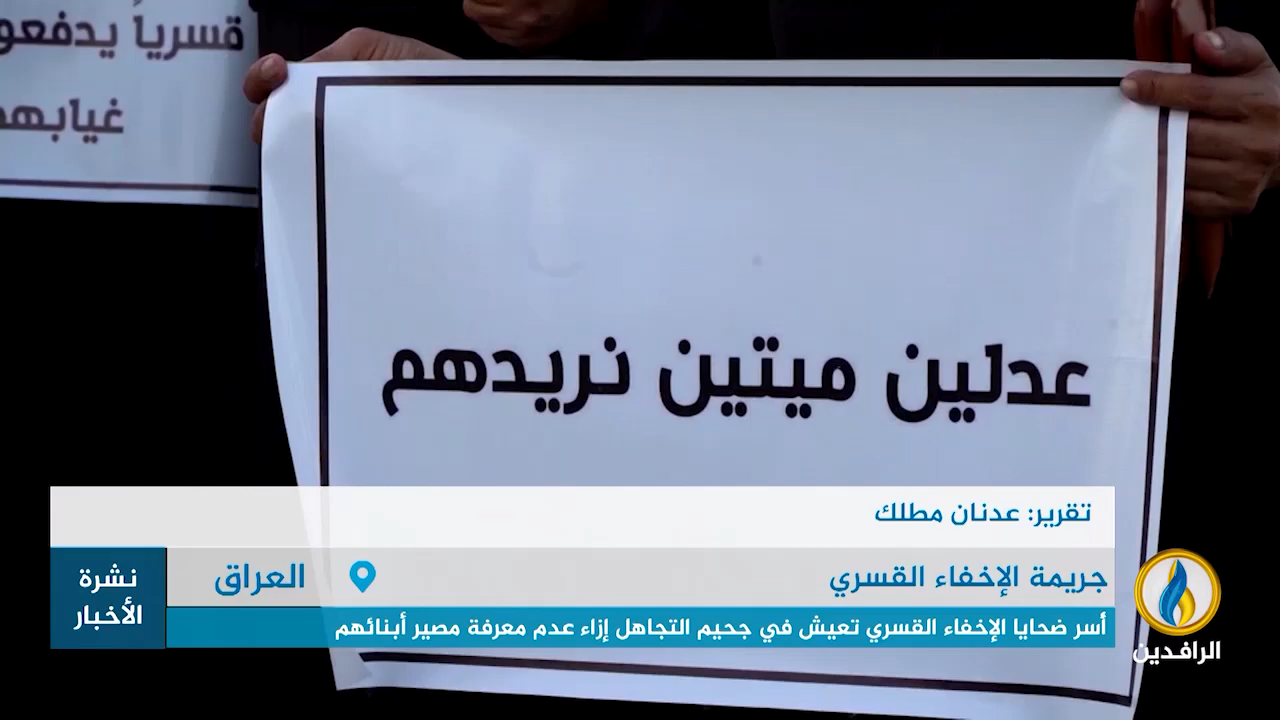 قسرياً يدفعو
غيابهم
عدلين ميتين نريدهم
تقرير: عدنان مطلك
جريمة الإخفاء القسري
العراق
نشرة
الأخبار
أسر ضحايا الإخفاء القسري تعيش في جحيم التجاهل إزاء عدم معرفة مصير أبنائهم
الرافدين